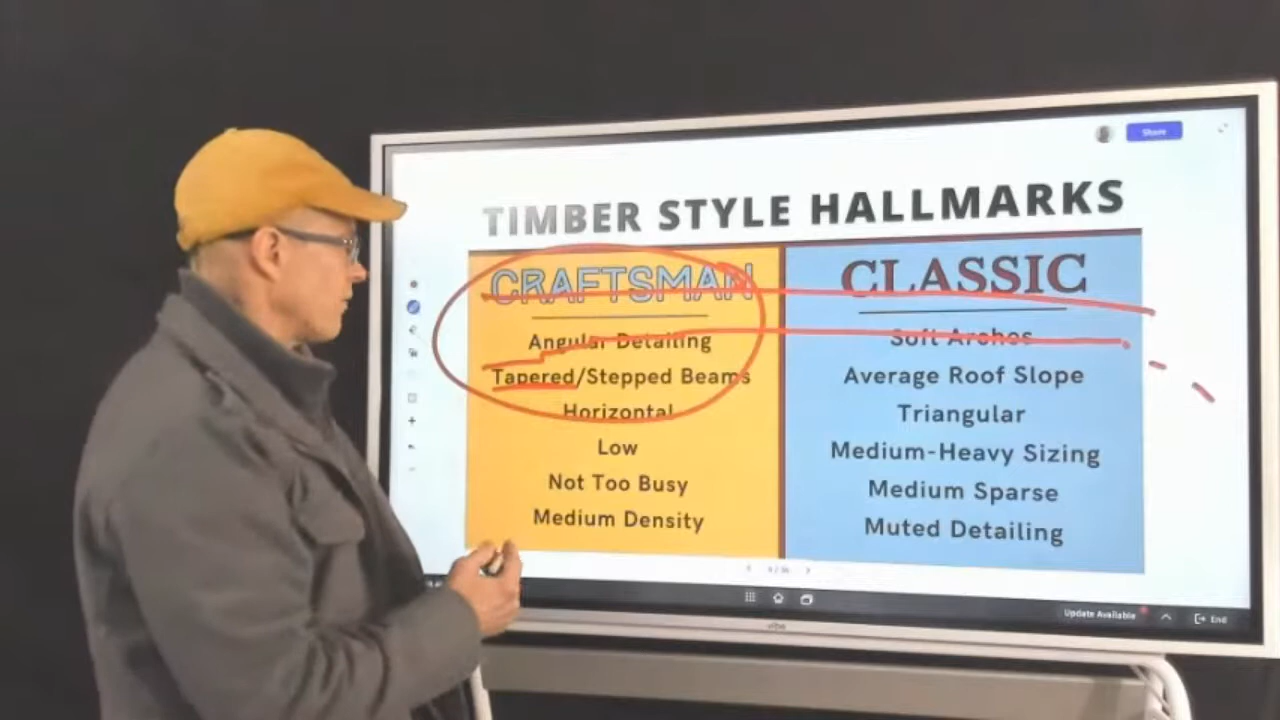 Share
TIMBER STYLE HALLMARKS
CRAFTSMAN
Angular Detailing
Tapered/Stepped Beams
Horizontal
Low
Not Too Busy
Medium Density
CLASSIC
Soft Arches
Average Roof Slope
Triangular
Medium-Heavy Sizing
Medium Sparse
Muted Detailing
Update Available
End
vibe